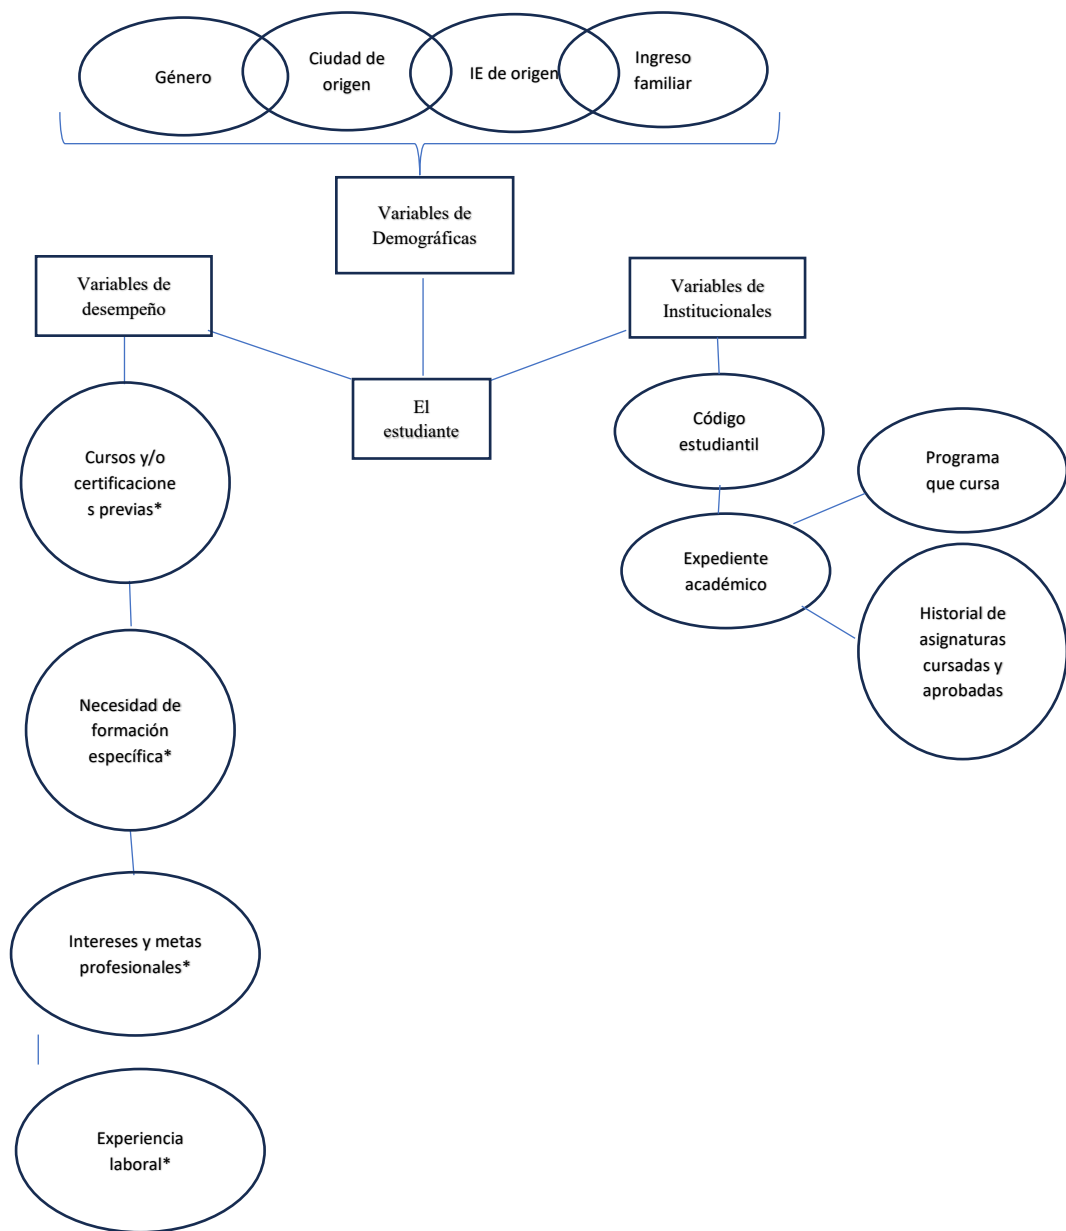 Género
Ciudad de
origen
IE de origen
Ingreso
familiar
Variables de
Demográficas
Variables de
desempeño
Variables de
Institucionales
El
estudiante
Cursos y/o
certificacione
s previas*
Necesidad de
formación
específica*
Intereses y metas
profesionales*
Experiencia
laboral*
Código
estudiantil
Expediente
académico
Programa
que cursa
Historial de
asignaturas
cursadas y
aprobadas